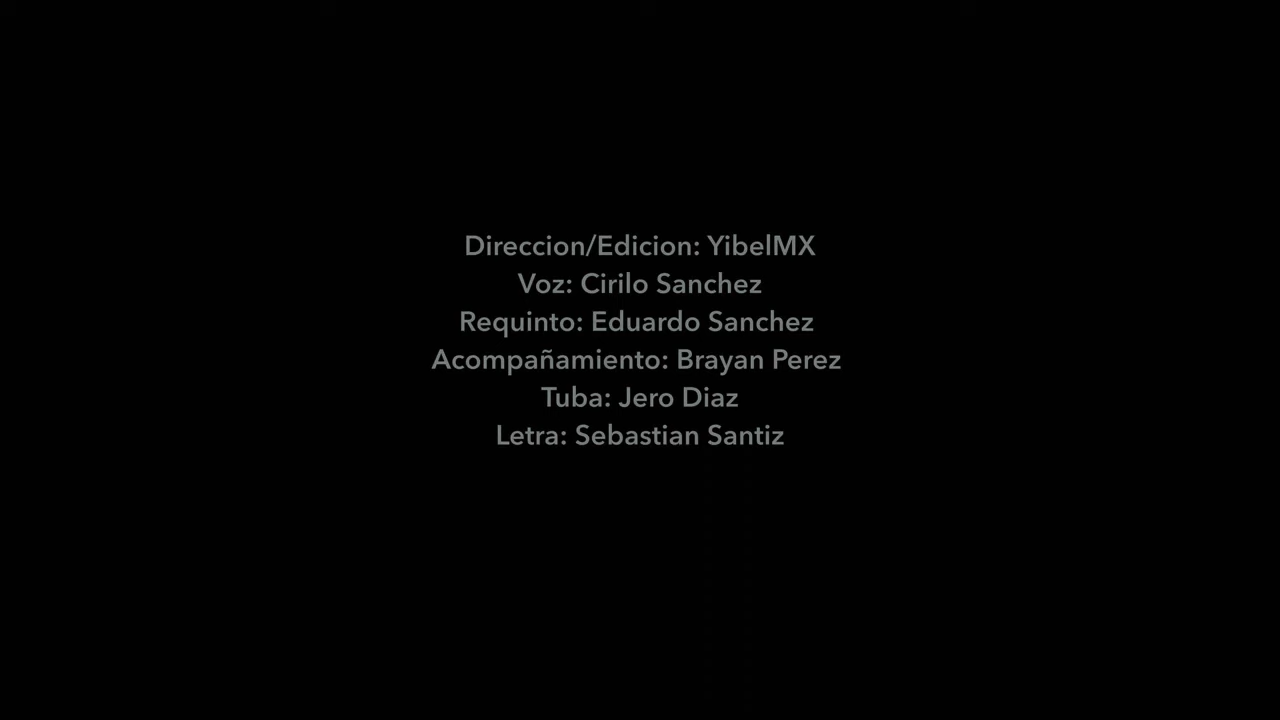 Direccion/Edicion: YibelMX
Voz: Cirilo Sanchez
Requinto: Eduardo Sanchez
Acompañamiento: Brayan Perez
Tuba: Jero Diaz
Letra: Sebastian Santiz